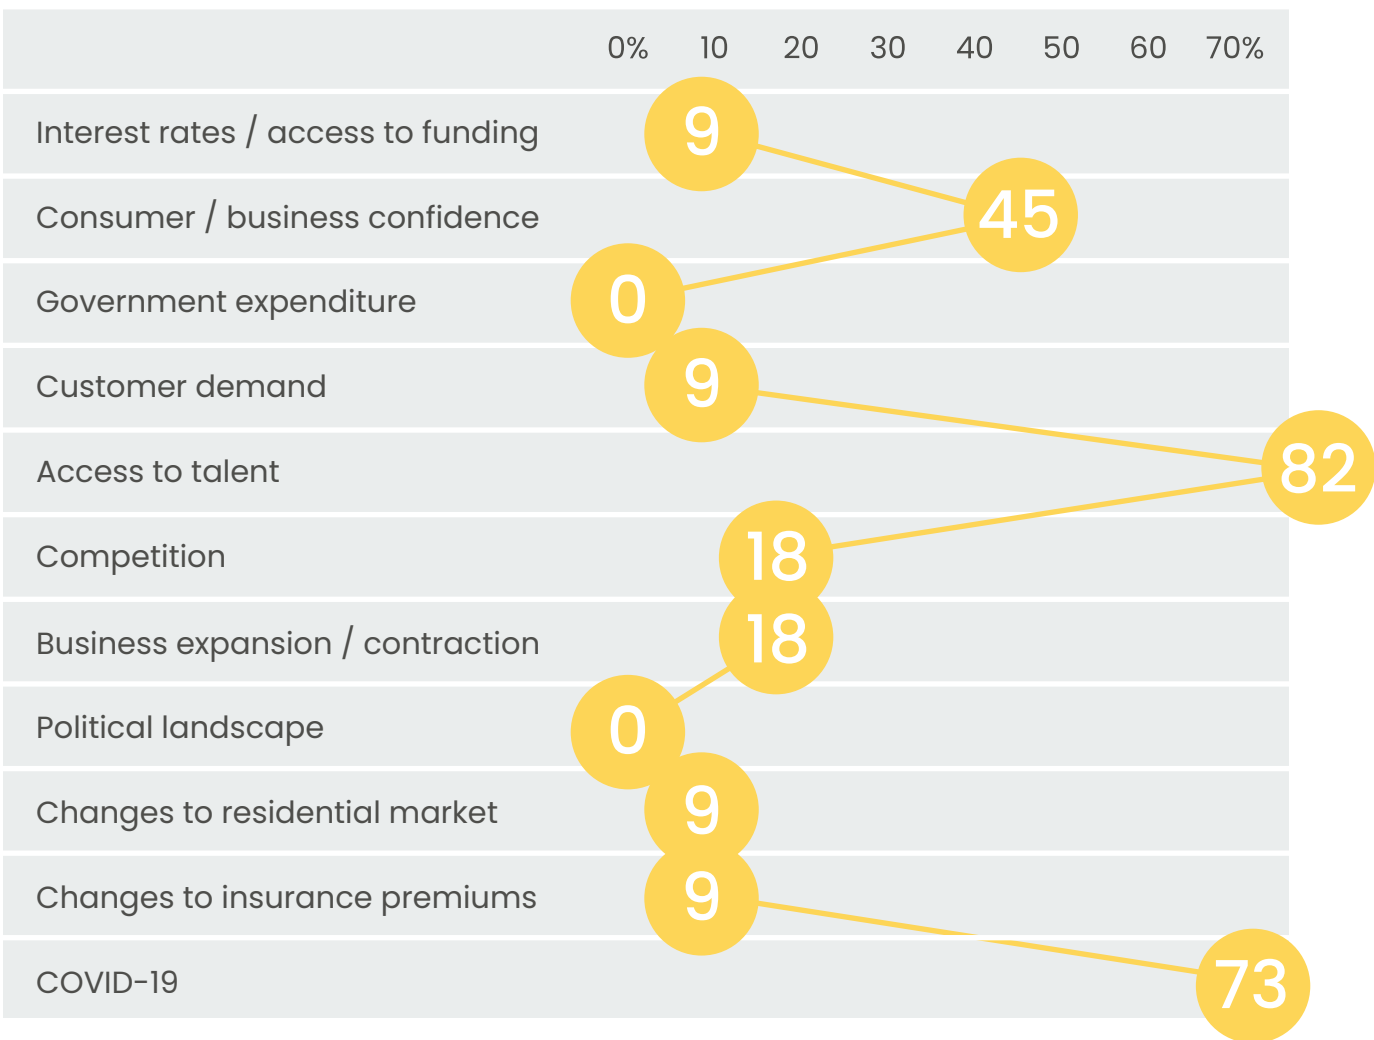 0% 10 20 30 40 50 60 70%
Interest rates / access to funding 9
Consumer / business confidence 45
Government expenditure 0
Customer demand 9
Access to talent 82
Competition 18
Business expansion / contraction 18
Political landscape 0
Changes to residential market 9
Changes to insurance premiums 9
COVID-19 73